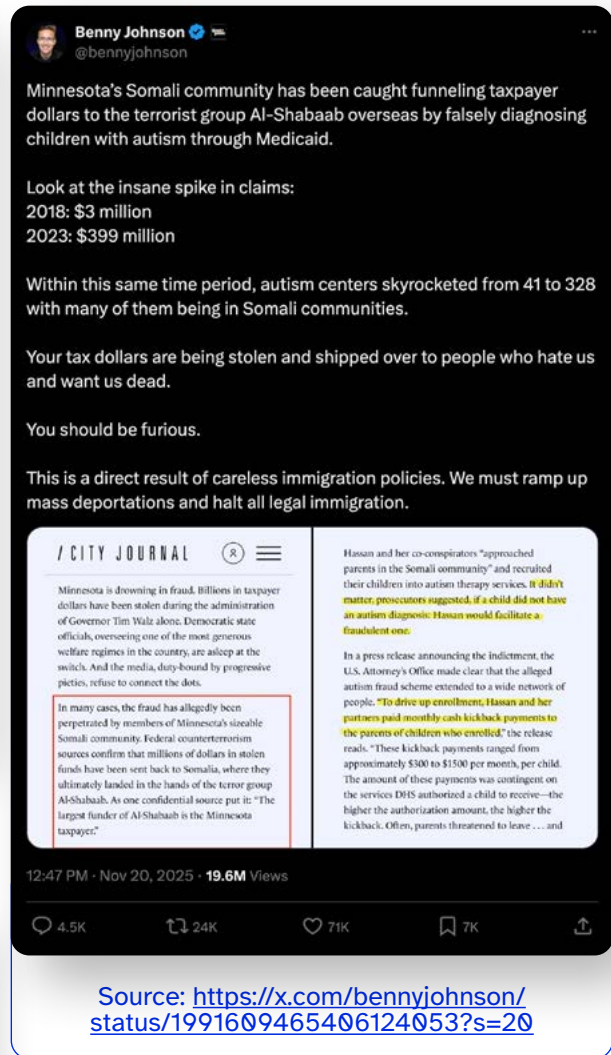 Benny Johnson
@bennyjohnson
Minnesota's Somali community has been caught funneling taxpayer
dollars to the terrorist group Al-Shabaab overseas by falsely diagnosing
children with autism through Medicaid.
Look at the insane spike in claims:
2018: $3 million
2023: $399 million
Within this same time period, autism centers skyrocketed from 41 to 328
with many of them being in Somali communities.
Your tax dollars are being stolen and shipped over to people who hate us
and want us dead.
You should be furious.
This is a direct result of careless immigration policies. We must ramp up
mass deportations and halt all legal immigration.
/ CITY JOURNAL
Minnesota is drowning in fraud. Billions in taxpayer
dollars have been stolen during the administration
of Governor Tim Walz alone. Democratic state
officials, overseeing one of the most generous
welfare regimes in the country, are asleep at the
switch. And the media, duty-bound by progressive
pieties, refuse to connect the dots.
In many cases, the fraud has allegedly been
perpetrated by members of Minnesota's sizeable
Somali community. Federal counterterrorism
sources confirm that millions of dollars in stolen
funds have been sent back to Somalia, where they
ultimately landed in the hands of the terror group
Al-Shabaab. As one confidential source put it: "The
largest funder of Al-Shabaab is the Minnesota
taxpayer."
Hassan and her co-conspirators "approached
parents in the Somali community" and recruited
their children into autism therapy services. It didn't
matter, prosecutors suggested, if a child did not have
an autism diagnosis: Hassan would facilitate a
fraudulent one.
In a press release announcing the indictment, the
U.S. Attorney's Office made clear that the alleged
autism fraud scheme extended to a wide network of
people. "To drive up enrollment, Hassan and her
partners paid monthly cash kickback payments to
the parents of children who enrolled," the release
reads. "These kickback payments ranged from
approximately $300 to $1500 per month, per child.
The amount of these payments was contingent on
the services DHS authorized a child to receive—the
higher the authorization amount, the higher the
kickback. Often, parents threatened to leave . . . and
12:47 PM · Nov 20, 2025 · 19.6M Views
4.5K 24K 71K 7K
Source: https://x.com/bennyjohnson/
status/1991609465406124053?s=20